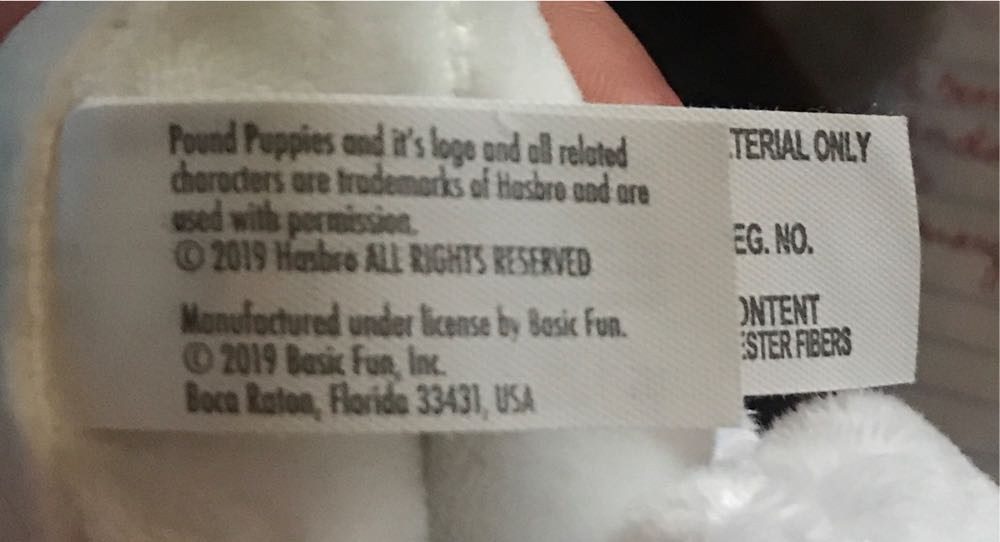 Pound Puppies and it's logo and all related
characters are trademarks of Hasbro and are
used with permission.
© 2019 Hasbro ALL RIGHTS RESERVED
Manufactured under license by Basic Fun.
© 2019 Basic Fun, Inc.
Boca Raton, Florida 33431, USA
TERIAL ONLY
EG. NO.
ONTENT
ESTER FIBERS